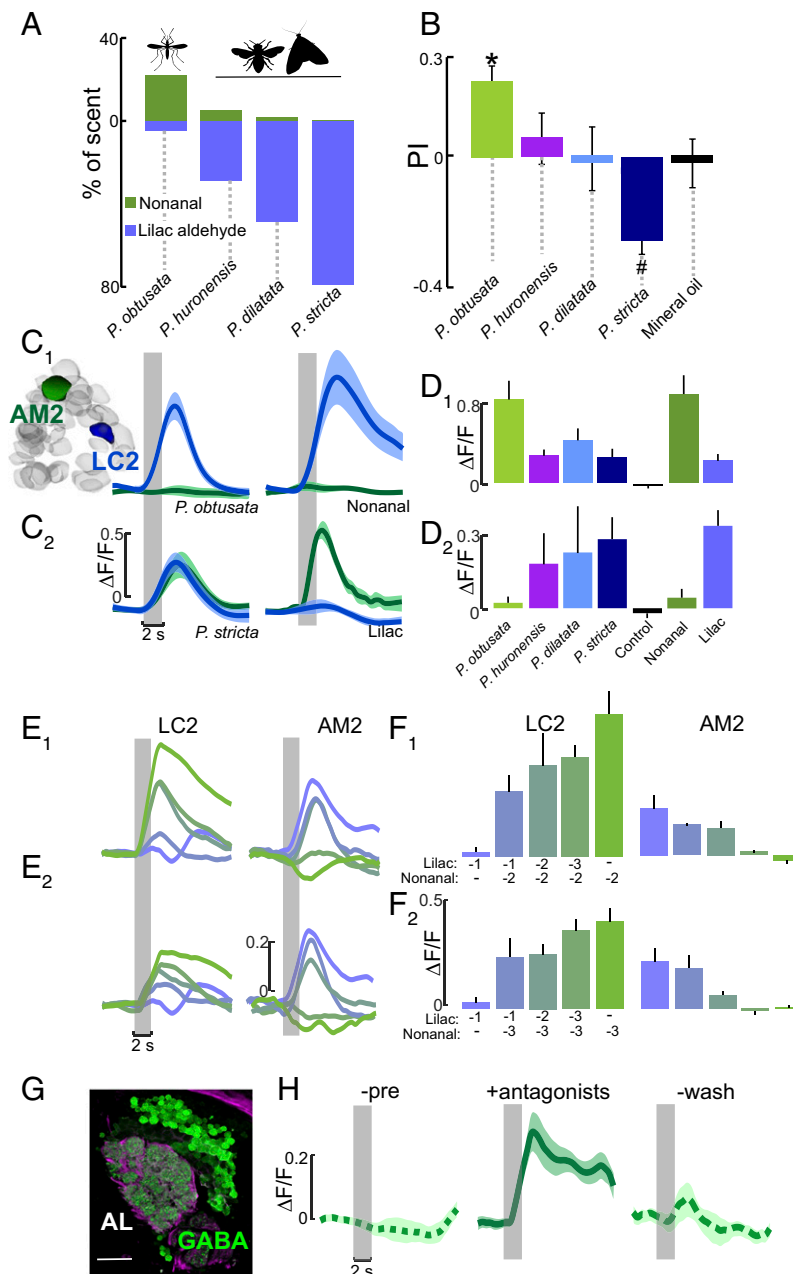 A
40
0
80
% of scent
Nonanal
Lilac aldehyde
P. obtusata
P. huronensis
P. dilatata
P. stricta
B
0.3
0
-0.4
PI
*
#
P. obtusata
P. huronensis
P. dilatata
P. stricta
Mineral oil
C1
AM2
LC2
P. obtusata
Nonanal
C2
0.5
0
ΔF/F
2 s
P. stricta
Lilac
D1
0.8
0
ΔF/F
D2
0.3
0
ΔF/F
P. obtusata
P. huronensis
P. dilatata
P. stricta
Control
Nonanal
Lilac
E1
LC2
AM2
E2
0.2
0
2 s
F1
LC2
AM2
Lilac: -1 -1 -2 -3 -
Nonanal: - -2 -2 -2 -2
F2
0.5
0
ΔF/F
Lilac: -1 -1 -2 -3 -
Nonanal: - -3 -3 -3 -3
G
AL
GABA
H
-pre
+antagonists
-wash
0.2
0
ΔF/F
2 s